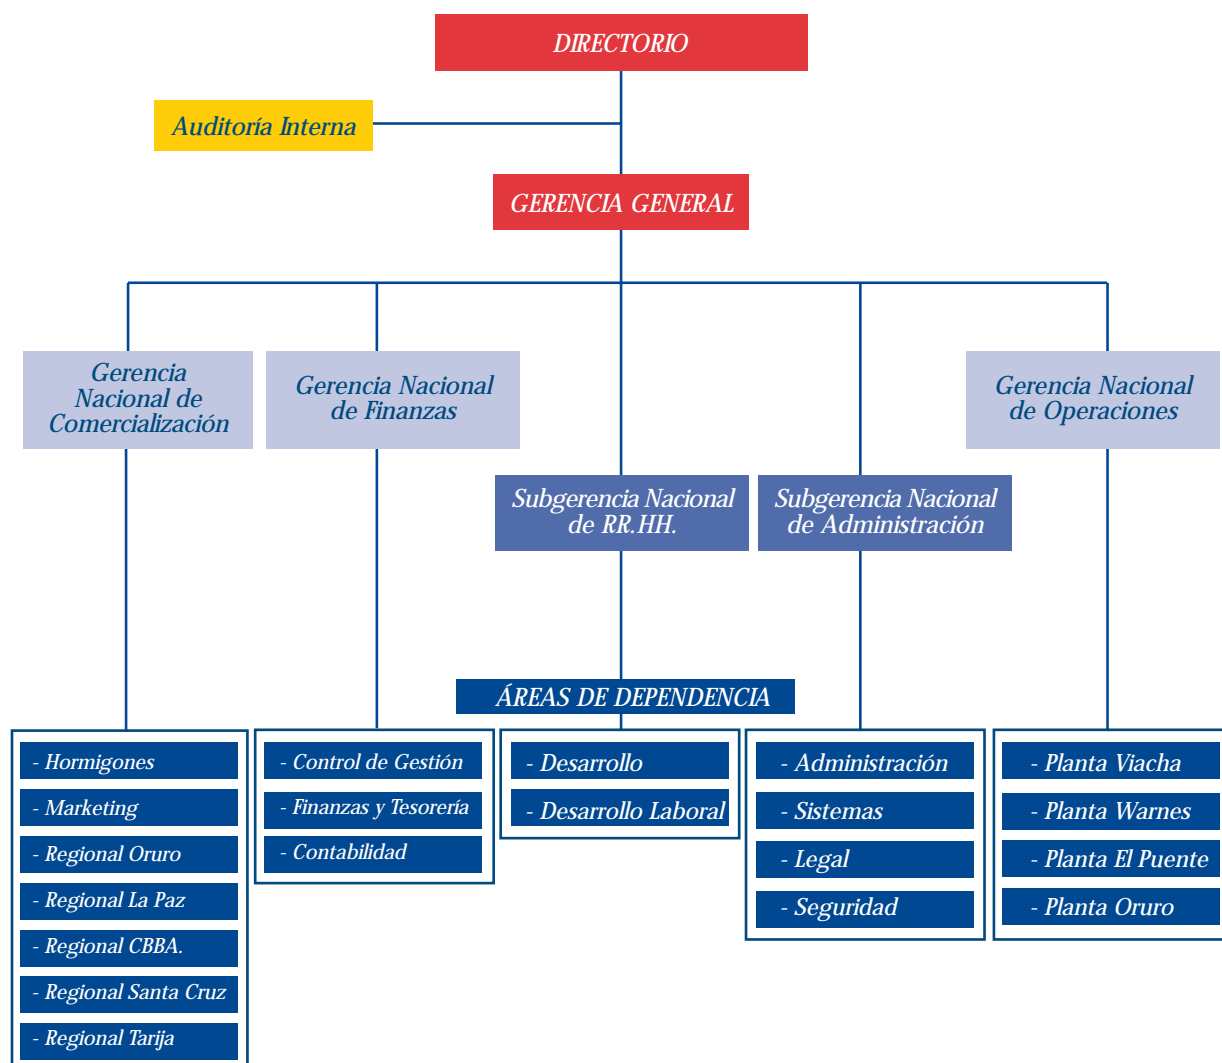 DIRECTORIO
Auditoría Interna
GERENCIA GENERAL
Gerencia
Nacional de
Comercialización
Gerencia Nacional
de Finanzas
Gerencia Nacional
de Operaciones
Subgerencia Nacional
de RR.HH.
Subgerencia Nacional
de Administración
ÁREAS DE DEPENDENCIA
- Hormigones
- Marketing
- Regional Oruro
- Regional La Paz
- Regional CBBA.
- Regional Santa Cruz
- Regional Tarija
- Control de Gestión
- Finanzas y Tesorería
- Contabilidad
- Desarrollo
- Desarrollo Laboral
- Administración
- Sistemas
- Legal
- Seguridad
- Planta Viacha
- Planta Warnes
- Planta El Puente
- Planta Oruro